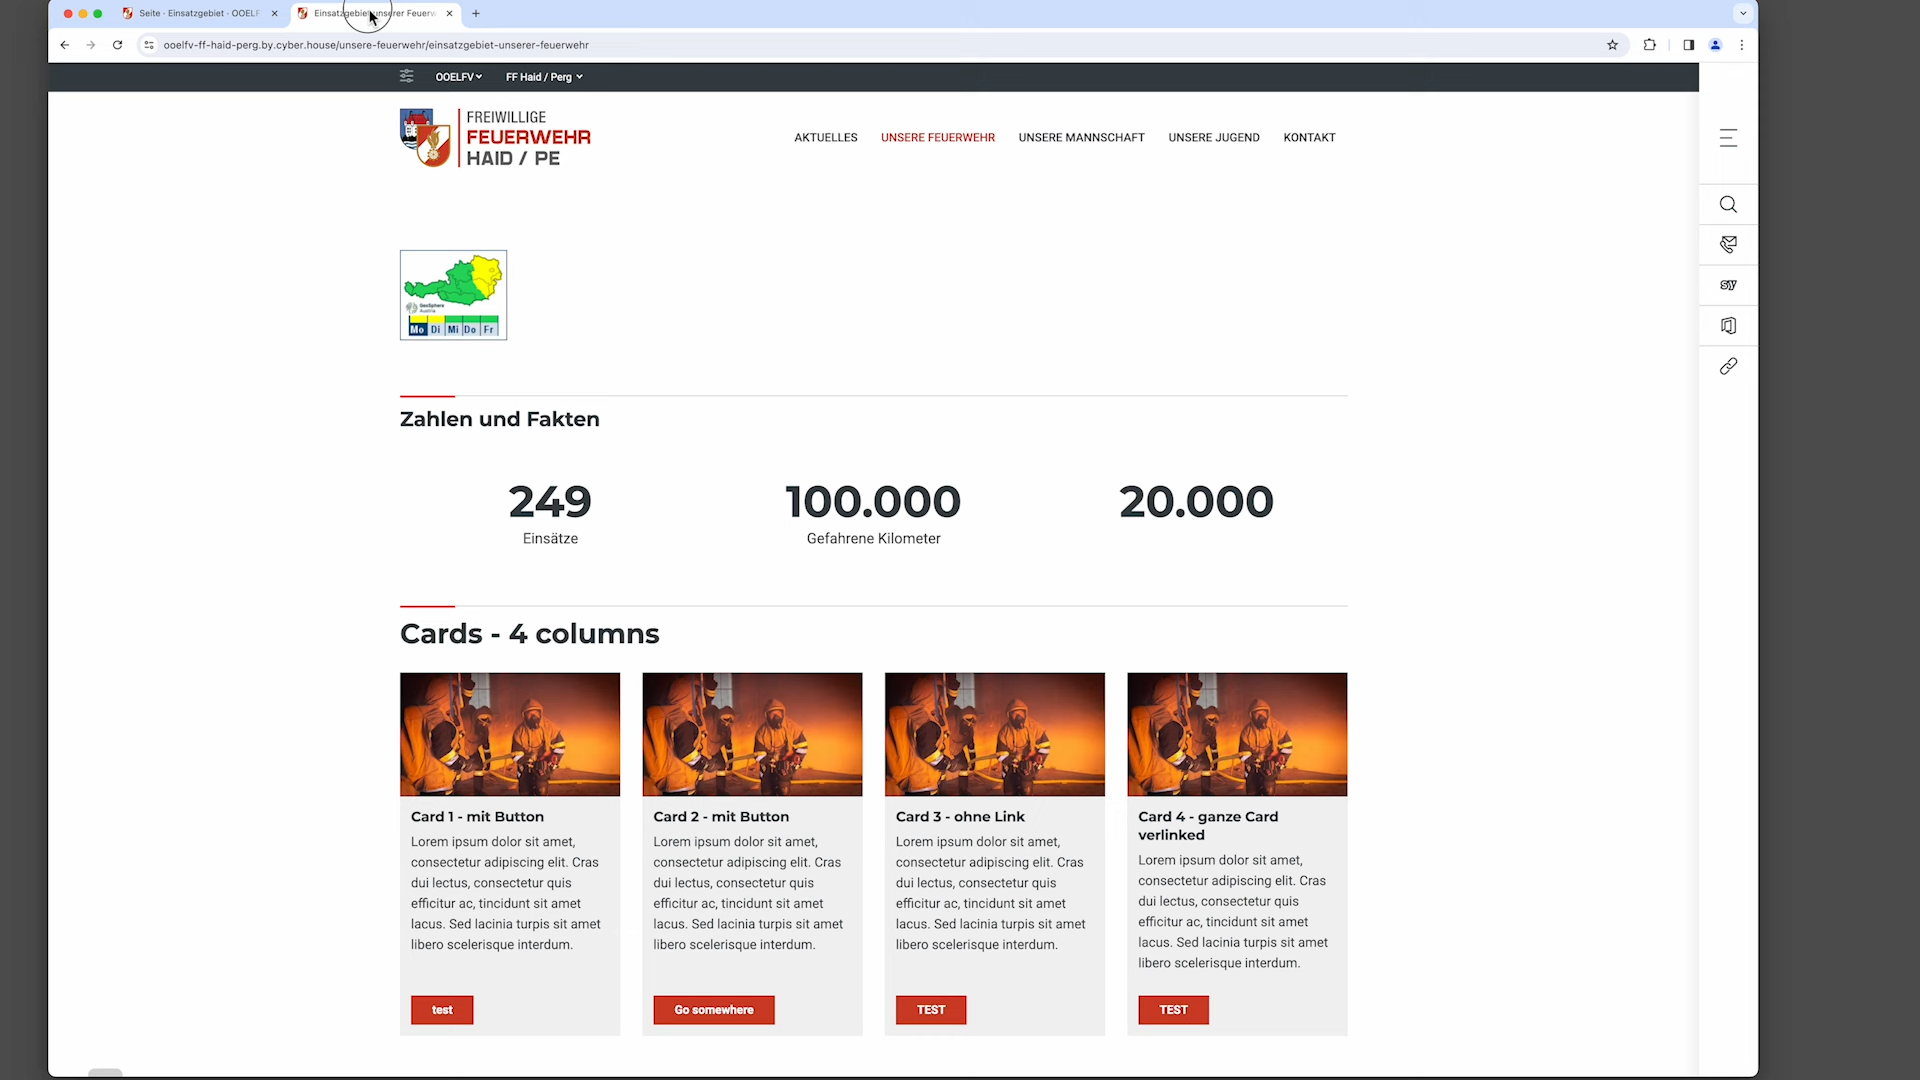 Seite - Einsatzgebiet - OOELF
Einsatzgebiet unserer Feuerw
ooelfv-ff-haid-perg.by.cyber.house/unsere-feuerwehr/einsatzgebiet-unserer-feuerwehr
OOELFV
FF Haid / Perg
FREIWILLIGE
FEUERWEHR
HAID / PE
AKTUELLES
UNSERE FEUERWEHR
UNSERE MANNSCHAFT
UNSERE JUGEND
KONTAKT
sy
GeoSphere
Austria
Mo Di Mi Do Fr
Zahlen und Fakten
249
Einsätze
100.000
Gefahrene Kilometer
20.000
Cards - 4 columns
Card 1 - mit Button
Lorem ipsum dolor sit amet,
consectetur adipiscing elit. Cras
dui lectus, consectetur quis
efficitur ac, tincidunt sit amet
lacus. Sed lacinia turpis sit amet
libero scelerisque interdum.
test
Card 2 - mit Button
Lorem ipsum dolor sit amet,
consectetur adipiscing elit. Cras
dui lectus, consectetur quis
efficitur ac, tincidunt sit amet
lacus. Sed lacinia turpis sit amet
libero scelerisque interdum.
Go somewhere
Card 3 - ohne Link
Lorem ipsum dolor sit amet,
consectetur adipiscing elit. Cras
dui lectus, consectetur quis
efficitur ac, tincidunt sit amet
lacus. Sed lacinia turpis sit amet
libero scelerisque interdum.
TEST
Card 4 - ganze Card
verlinked
Lorem ipsum dolor sit amet,
consectetur adipiscing elit. Cras
dui lectus, consectetur quis
efficitur ac, tincidunt sit amet
lacus. Sed lacinia turpis sit amet
libero scelerisque interdum.
TEST